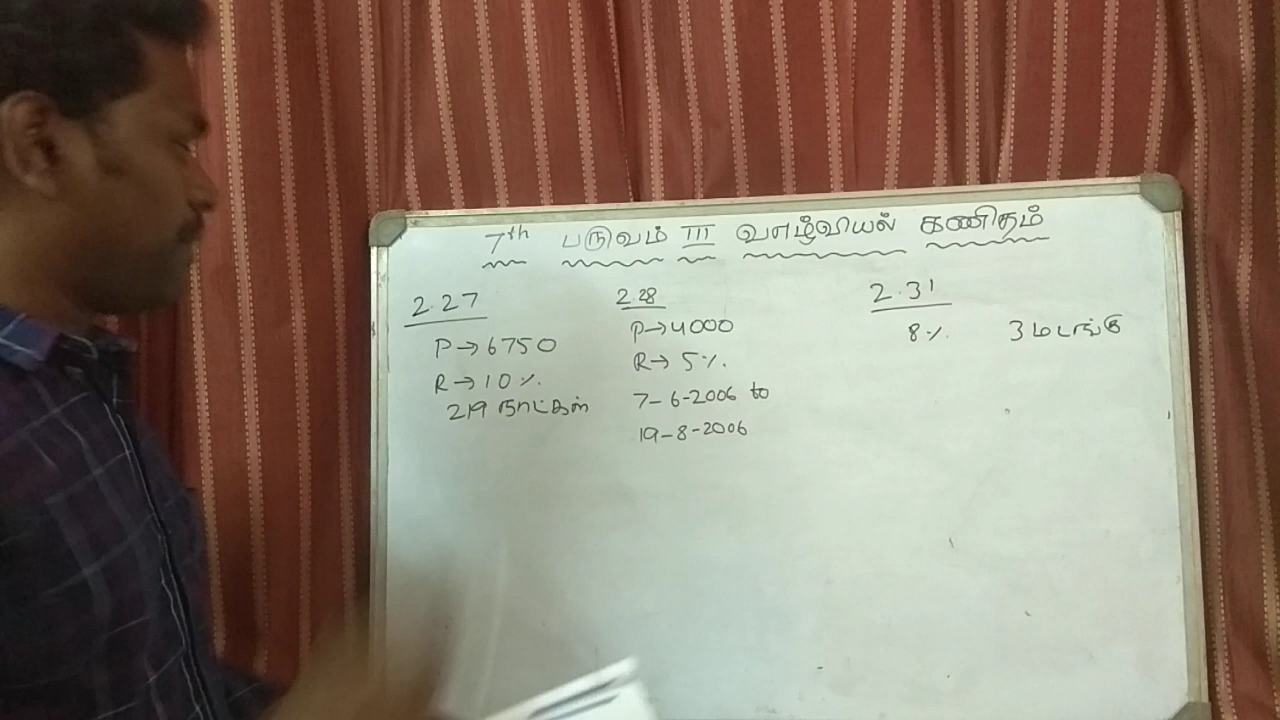 7th பருவம் III வாழ்வியல் கணிதம்
2.27
P→6750
R→10%.
219 நாட்கள்
2.28
P→4000
R→5%.
7-6-2006 to
19-8-2006
2.31
8%. 3 மடங்கு